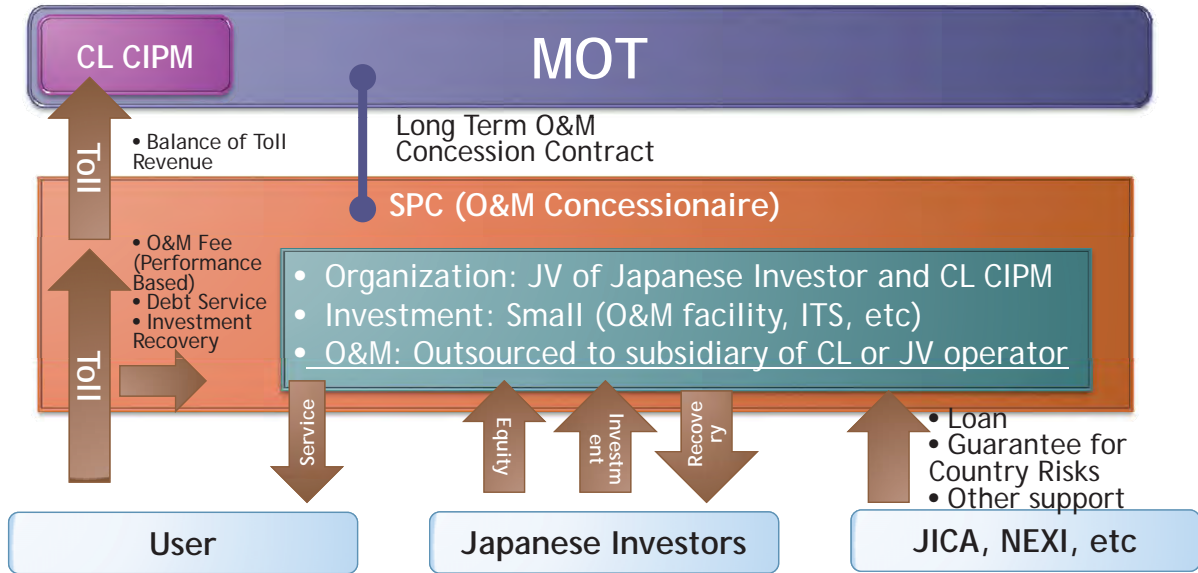 CL CIPM
MOT
Toll
• Balance of Toll
Revenue
Long Term O&M
Concession Contract
SPC (O&M Concessionaire)
Toll
• O&M Fee
(Performance
Based)
• Debt Service
• Investment
Recovery
• Organization: JV of Japanese Investor and CL CIPM
• Investment: Small (O&M facility, ITS, etc)
• O&M: Outsourced to subsidiary of CL or JV operator
Service
Equity
Investm
ent
Recove
ry
• Loan
• Guarantee for
Country Risks
• Other support
User
Japanese Investors
JICA, NEXI, etc